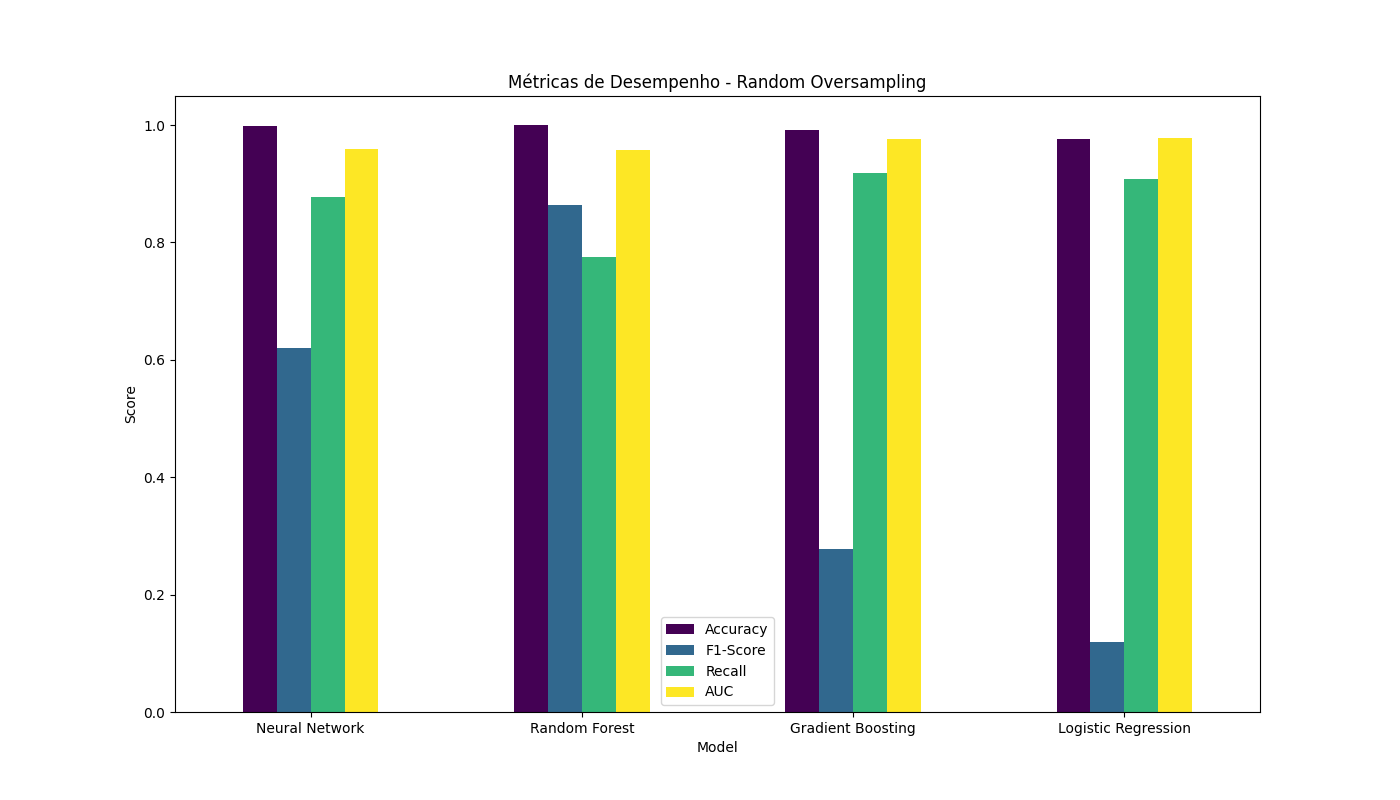 Métricas de Desempenho - Random Oversampling
1.0
0.8
0.6
0.4
0.2
0.0
Score
Accuracy
F1-Score
Recall
AUC
Neural Network
Random Forest
Gradient Boosting
Logistic Regression
Model